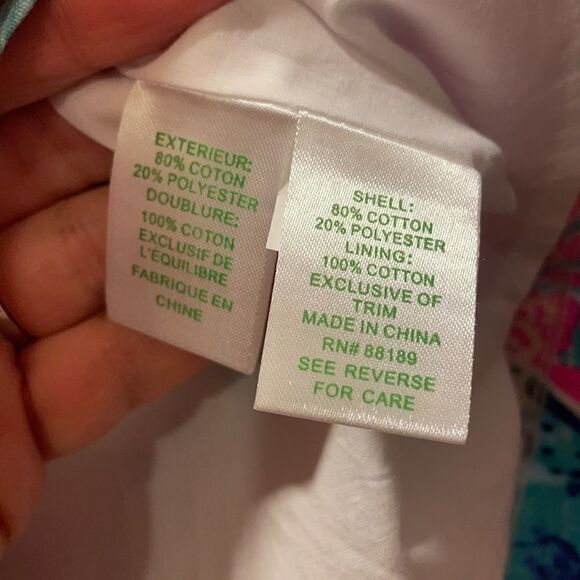 EXTERIEUR:
80% COTON
20% POLYESTER
DOUBLURE:
100% COTON
EXCLUSIF DE
L'ÉQUILIBRE
FABRIQUE EN
CHINE
SHELL:
80% COTTON
20% POLYESTER
LINING:
100% COTTON
EXCLUSIVE OF
TRIM
MADE IN CHINA
RN# 88189
SEE REVERSE
FOR CARE